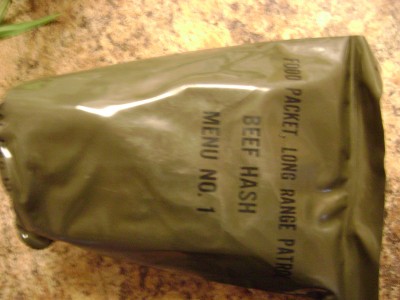 FOOD PACKET, LONG RANGE PATROL
BEEF HASH
MENU NO. 1